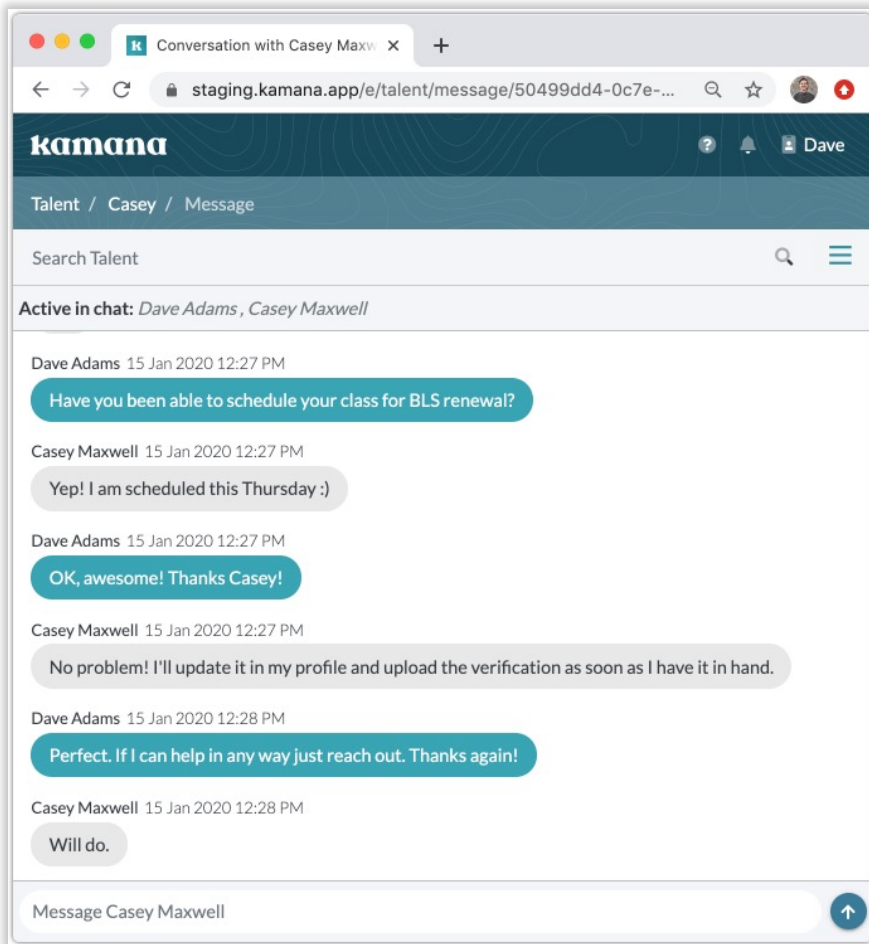 Conversation with Casey Maxw
staging.kamana.app/e/talent/message/50499dd4-0c7e-...
kamana
Dave
Talent / Casey / Message
Search Talent
Active in chat: Dave Adams , Casey Maxwell
Dave Adams 15 Jan 2020 12:27 PM
Have you been able to schedule your class for BLS renewal?
Casey Maxwell 15 Jan 2020 12:27 PM
Yep! I am scheduled this Thursday :)
Dave Adams 15 Jan 2020 12:27 PM
OK, awesome! Thanks Casey!
Casey Maxwell 15 Jan 2020 12:27 PM
No problem! I'll update it in my profile and upload the verification as soon as I have it in hand.
Dave Adams 15 Jan 2020 12:28 PM
Perfect. If I can help in any way just reach out. Thanks again!
Casey Maxwell 15 Jan 2020 12:28 PM
Will do.
Message Casey Maxwell